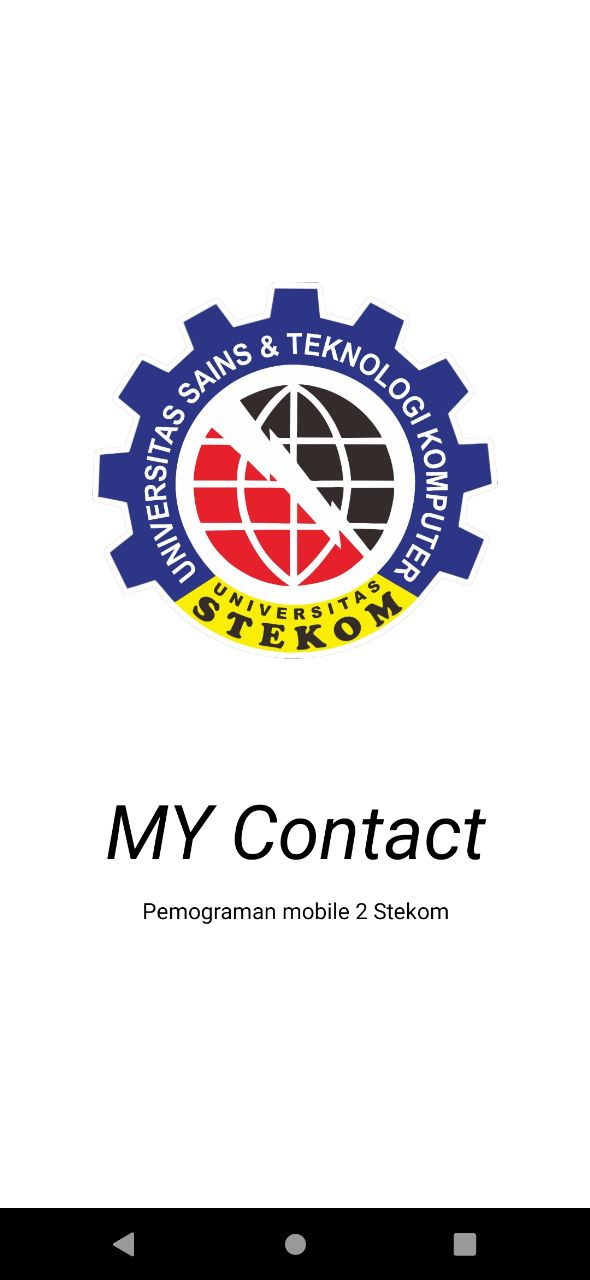 UNIVERSITAS SAINS & TEKNOLOGI KOMPUTER
UNIVERSITAS
STEKOM
MY Contact
Pemograman mobile 2 Stekom